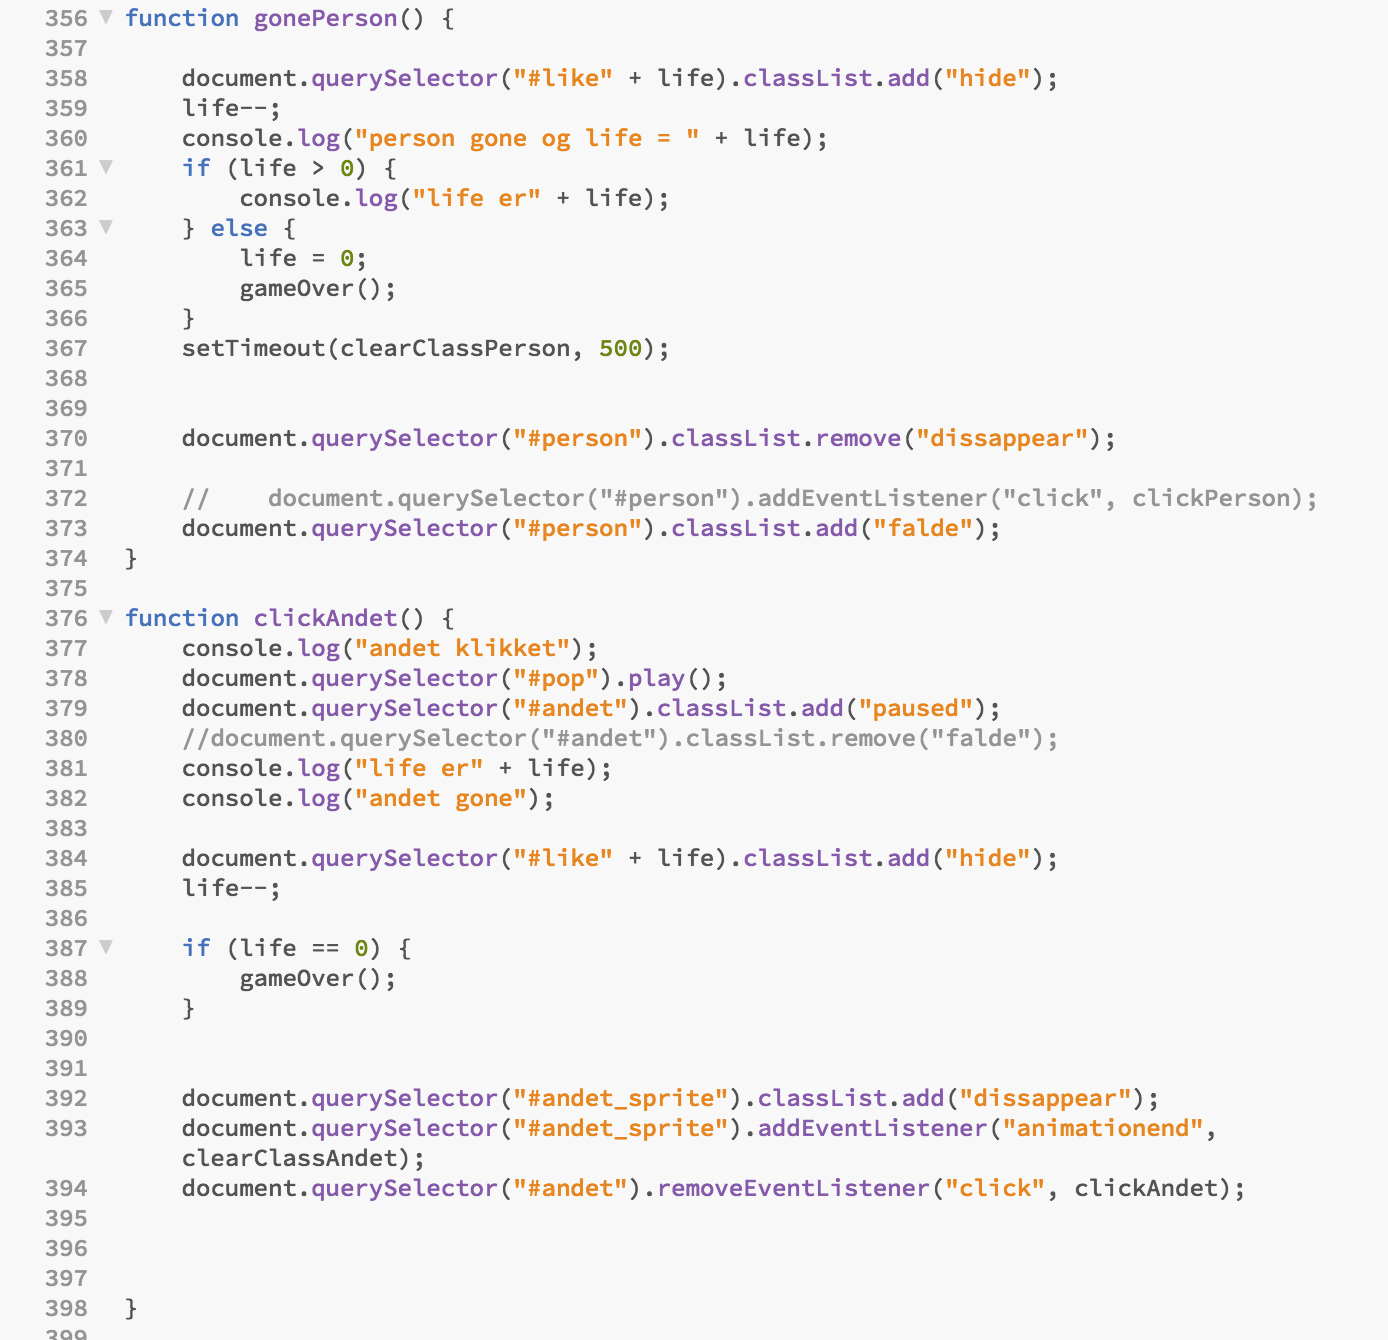 356 ▼ function gonePerson() {
357
358 document.querySelector("#like" + life).classList.add("hide");
359 life--;
360 console.log("person gone og life = " + life);
361 ▼ if (life > 0) {
362 console.log("life er" + life);
363 ▼ } else {
364 life = 0;
365 gameOver();
366 }
367 setTimeout(clearClassPerson, 500);
368
369
370 document.querySelector("#person").classList.remove("dissappear");
371
372 //    document.querySelector("#person").addEventListener("click", clickPerson);
373 document.querySelector("#person").classList.add("falde");
374 }
375
376 ▼ function clickAndet() {
377 console.log("andet klikket");
378 document.querySelector("#pop").play();
379 document.querySelector("#andet").classList.add("paused");
380 //document.querySelector("#andet").classList.remove("falde");
381 console.log("life er" + life);
382 console.log("andet gone");
383
384 document.querySelector("#like" + life).classList.add("hide");
385 life--;
386
387 ▼ if (life == 0) {
388 gameOver();
389 }
390
391
392 document.querySelector("#andet_sprite").classList.add("dissappear");
393 document.querySelector("#andet_sprite").addEventListener("animationend",
clearClassAndet);
394 document.querySelector("#andet").removeEventListener("click", clickAndet);
395
396
397
398 }
399